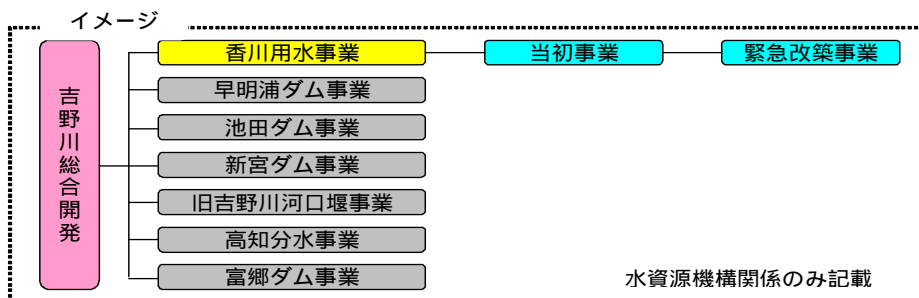 イメージ
吉野川総合開発
香川用水事業
当初事業
緊急改築事業
早明浦ダム事業
池田ダム事業
新宮ダム事業
旧吉野川河口堰事業
高知分水事業
富郷ダム事業
水資源機構関係のみ記載